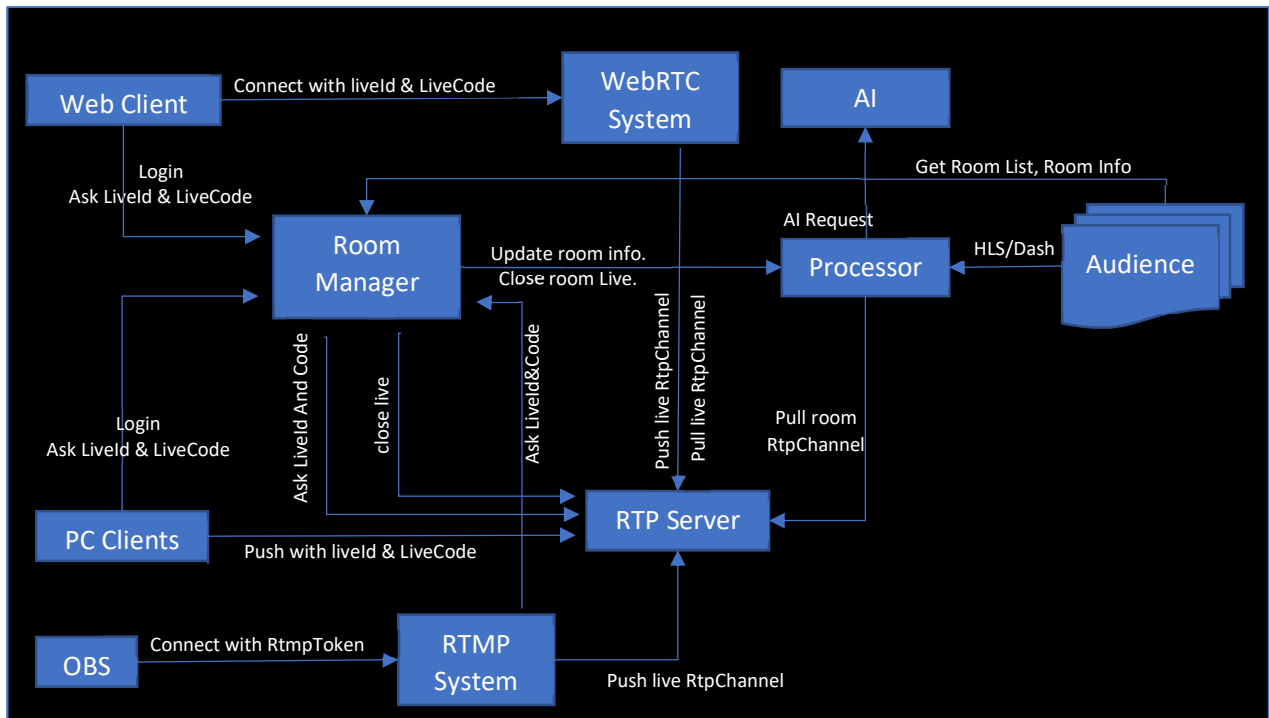 Web Client
Connect with liveId & LiveCode
WebRTC
System
AI
Login
Ask LiveId & LiveCode
Get Room List, Room Info
Room
Manager
Update room info.
Close room Live.
AI Request
Processor
HLS/Dash
Audience
Ask LiveId And Code
close live
Ask LiveId&Code
Push live RtpChannel
Pull live RtpChannel
Pull room
RtpChannel
Login
Ask LiveId & LiveCode
PC Clients
Push with liveId & LiveCode
RTP Server
OBS
Connect with RtmpToken
RTMP
System
Push live RtpChannel